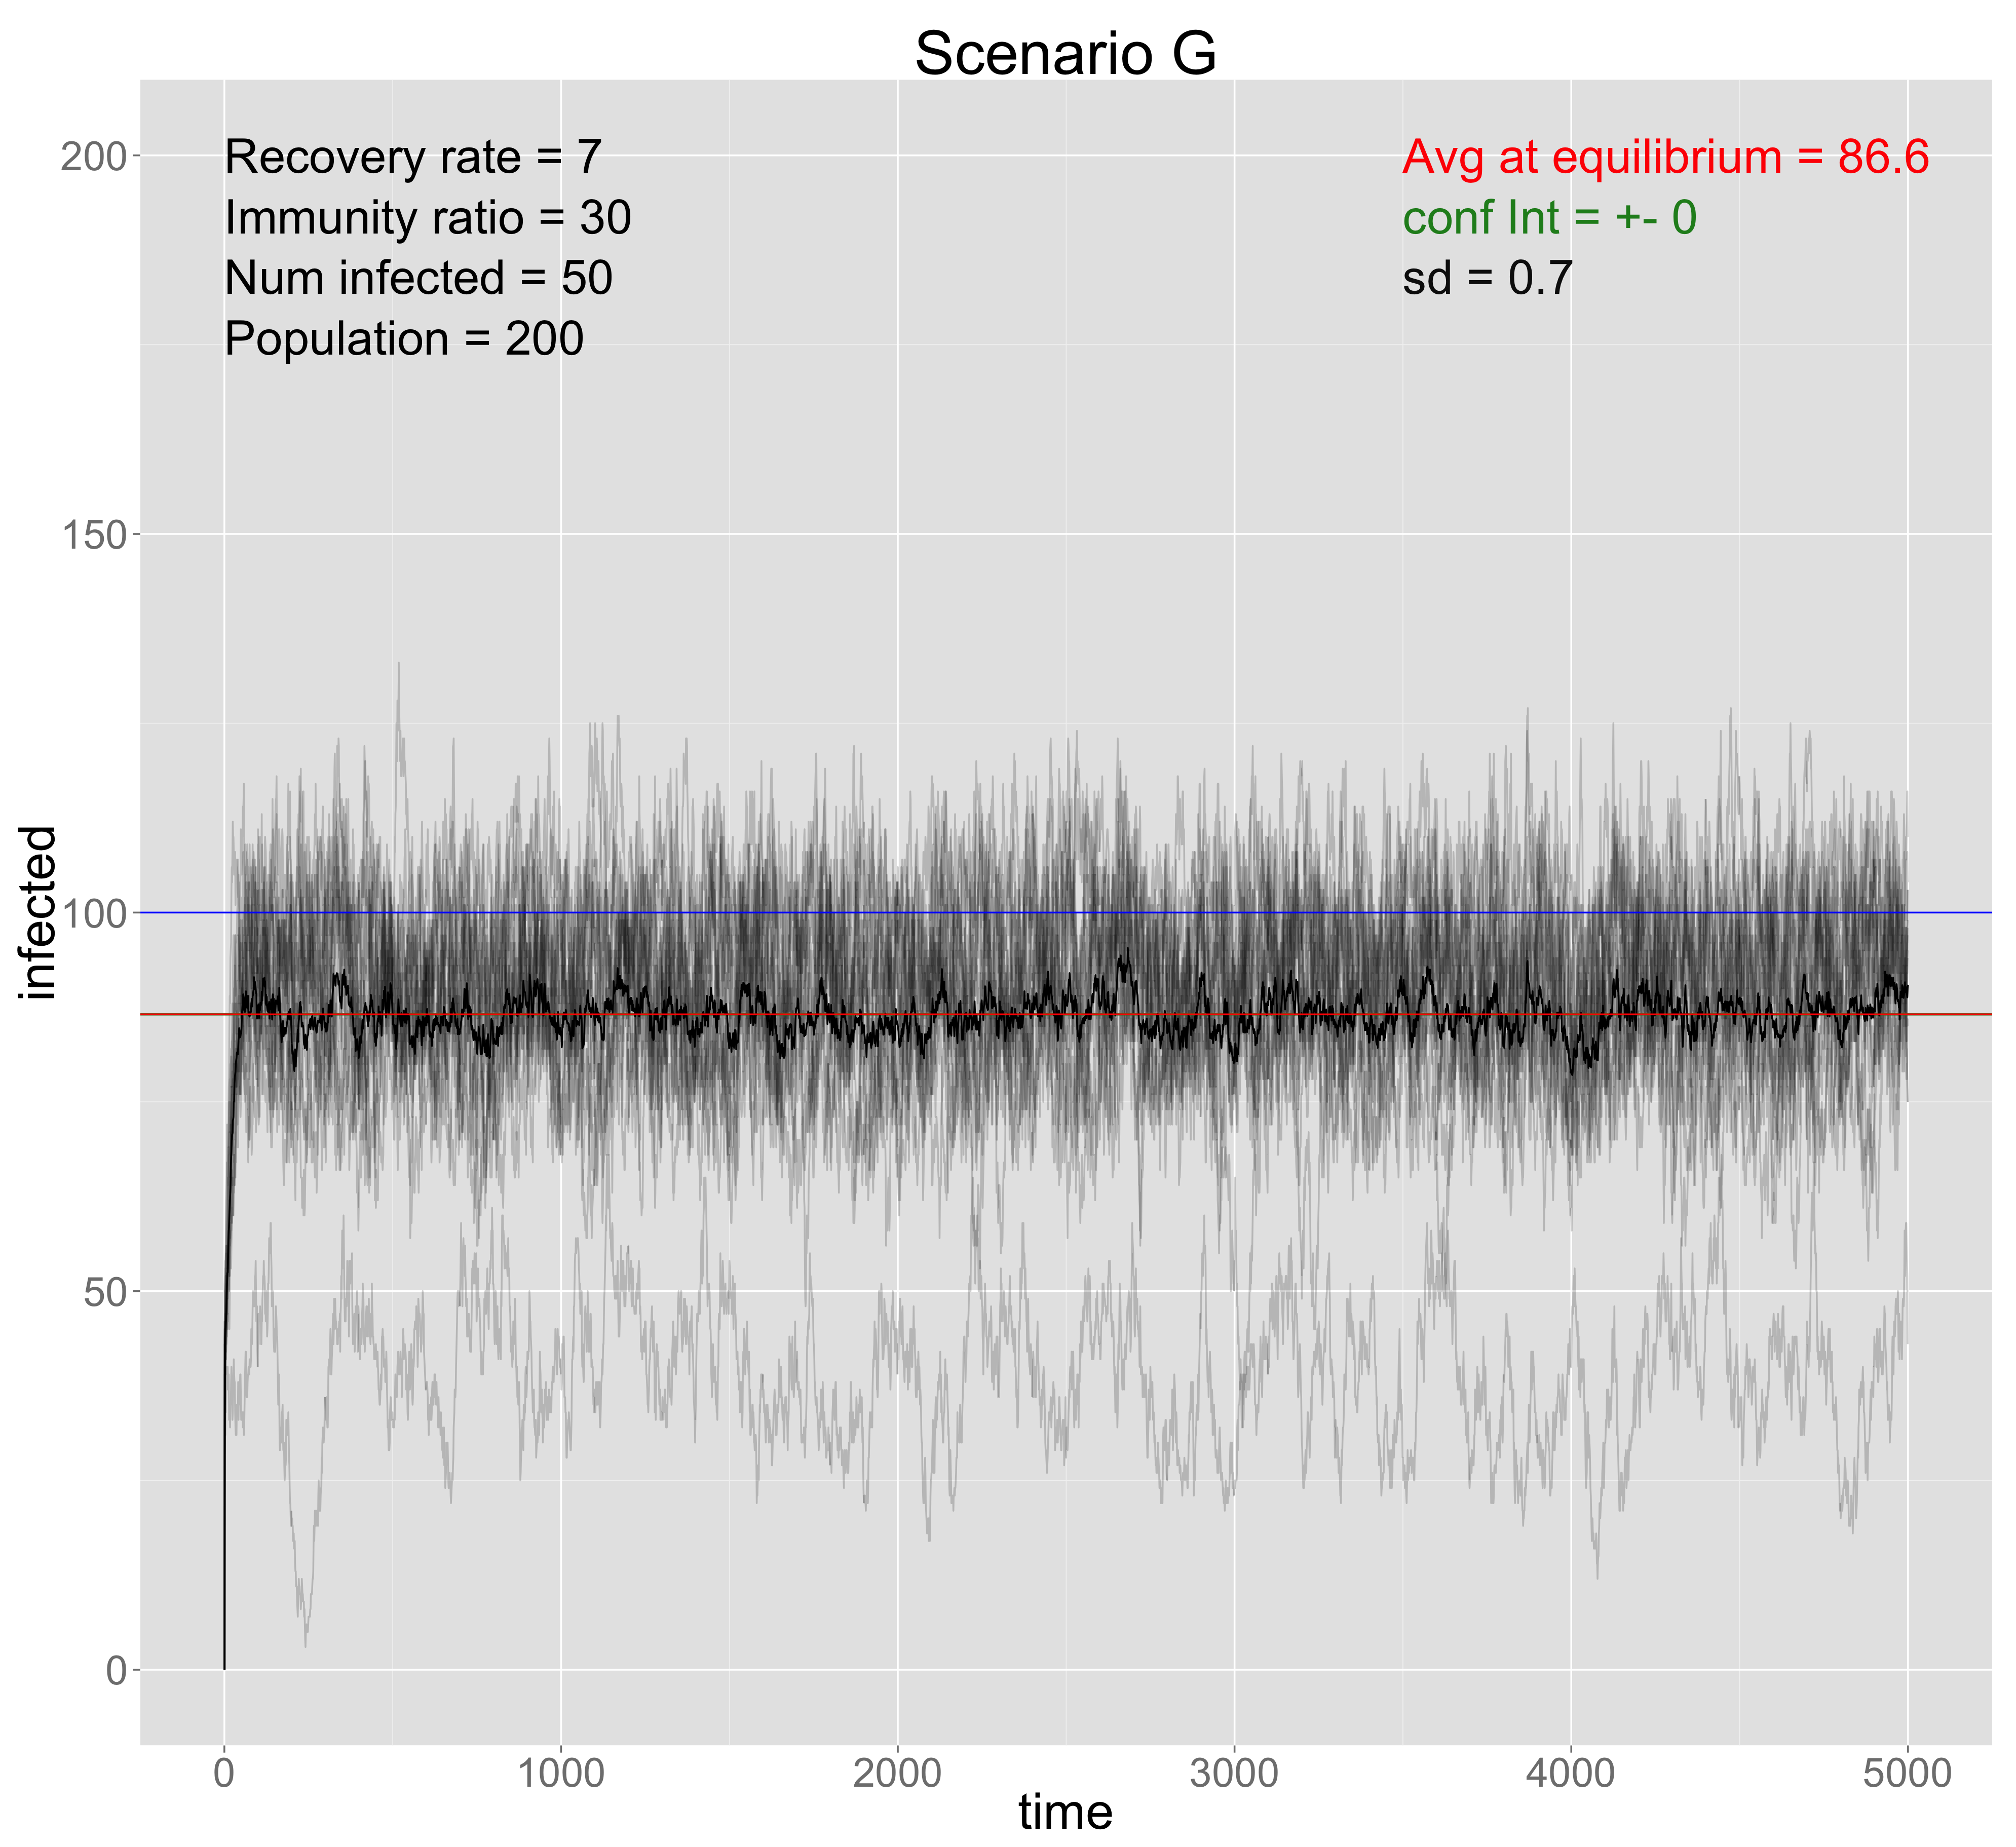 Scenario G
Recovery rate = 7
Immunity ratio = 30
Num infected = 50
Population = 200
Avg at equilibrium = 86.6
conf Int = +- 0
sd = 0.7
infected
200
150
100
50
0
0 1000 2000 3000 4000 5000
time